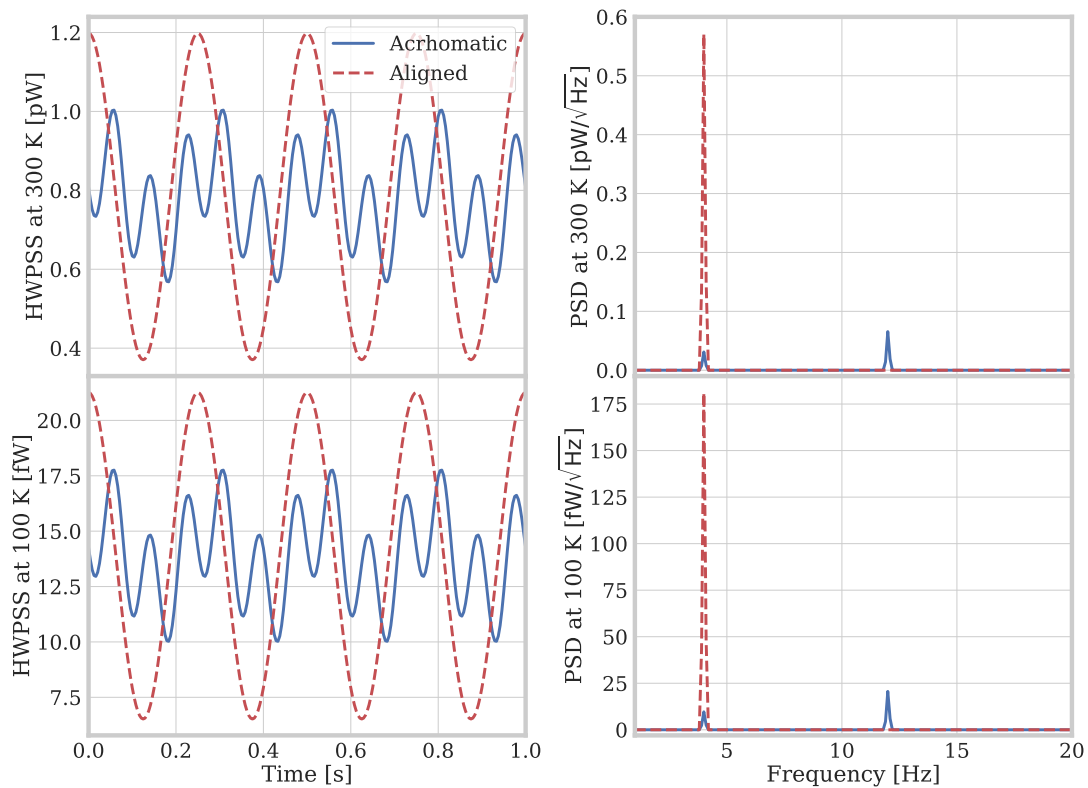 HWPSS at 300 K [pW]
1.2
1.0
0.8
0.6
0.4
Acrhomatic
Aligned
PSD at 300 K [pW/√Hz]
0.6
0.5
0.4
0.3
0.2
0.1
0.0
HWPSS at 100 K [fW]
20.0
17.5
15.0
12.5
10.0
7.5
0.0 0.2 0.4 0.6 0.8 1.0
Time [s]
PSD at 100 K [fW/√Hz]
175
150
125
100
75
50
25
0
5 10 15 20
Frequency [Hz]